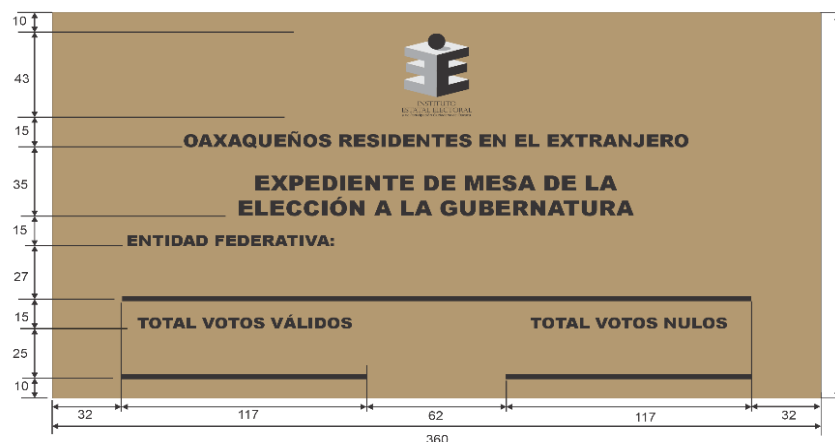 10
43
INSTITUTO
ESTATAL ELECTORAL
15
OAXAQUEÑOS RESIDENTES EN EL EXTRANJERO
35
EXPEDIENTE DE MESA DE LA
ELECCIÓN A LA GUBERNATURA
15
ENTIDAD FEDERATIVA:
27
15
TOTAL VOTOS VÁLIDOS TOTAL VOTOS NULOS
25
10
32 117 62 117 32
360